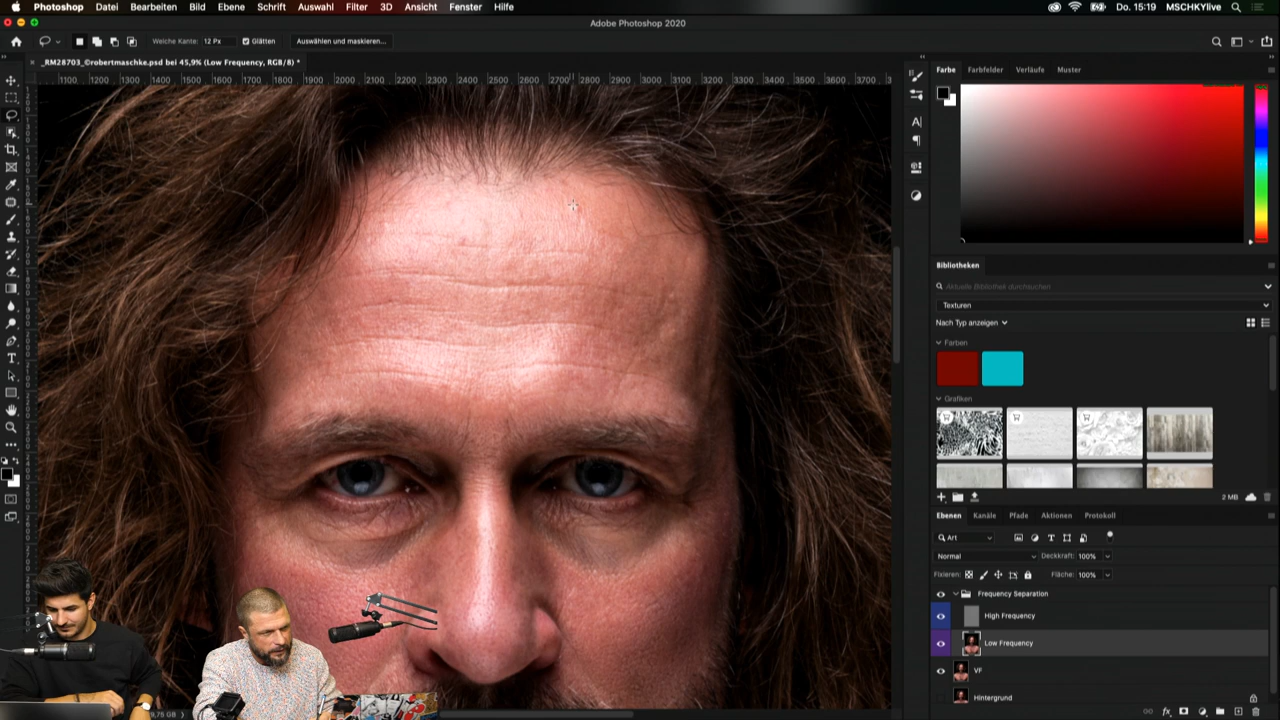 Photoshop Datei Bearbeiten Bild Ebene Schrift Auswahl Filter 3D Ansicht Fenster Hilfe Do. 15:19 MSCHKYlive
Adobe Photoshop 2020
Weiche Kante: 12 Px Glätten Auswählen und maskieren...
_RM28703_©robertmaschke.psd bei 45,9% (Low Frequency, RGB/8) *
1100 1200 1300 1400 1500 1600 1700 1800 1900 2000 2100 2200 2300 2400 2500 2600 2700 2800 2900 3000 3100 3200 3300 3400 3500 3600 3700
Farbe Farbfelder Verläufe Muster
Bibliotheken
Aktuelle Bibliothek durchsuchen
Texturen
Nach Typ anzeigen
Farben
Grafiken
2 MB
Ebenen Kanäle Pfade Aktionen Protokoll
Art
Normal Deckkraft: 100%
Fixieren: Fläche: 100%
Frequency Separation
High Frequency
Low Frequency
VF
Hintergrund